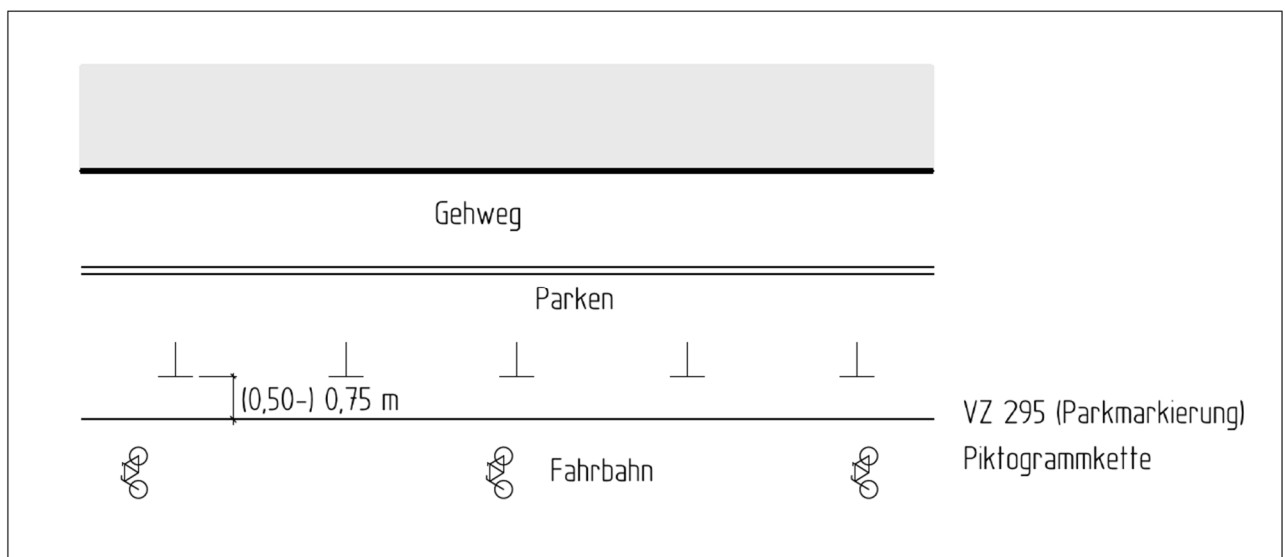 Gehweg
Parken
(0,50-) 0,75 m
VZ 295 (Parkmarkierung)
Fahrbahn
Piktogrammkette